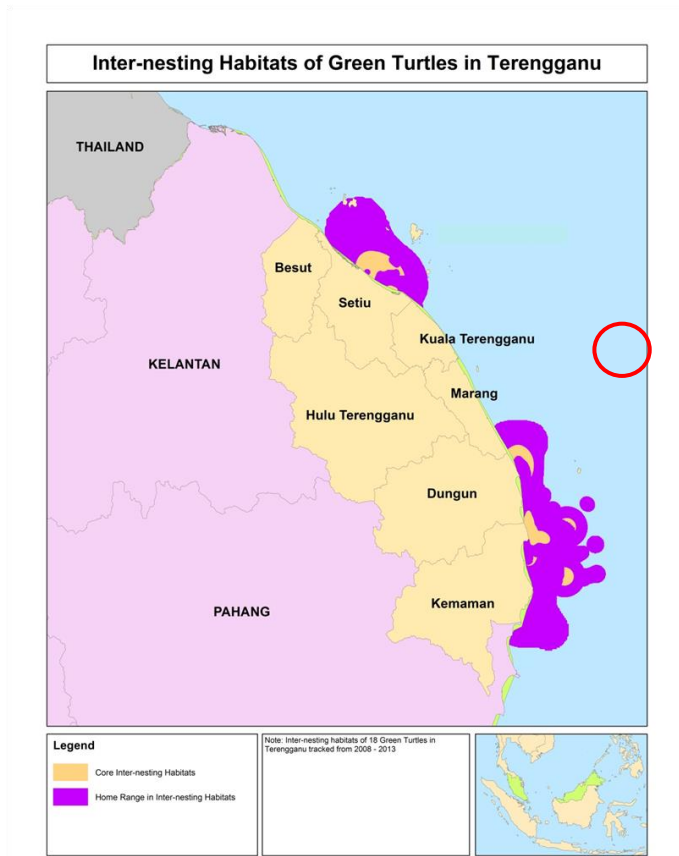 Inter-nesting Habitats of Green Turtles in Terengganu
THAILAND
Besut
Setiu
Kuala Terengganu
KELANTAN
Marang
Hulu Terengganu
Dungun
Kemaman
PAHANG
Legend
Core Inter-nesting Habitats
Home Range in Inter-nesting Habitats
Note: Inter-nesting habitats of 18 Green Turtles in
Terengganu tracked from 2008 - 2013